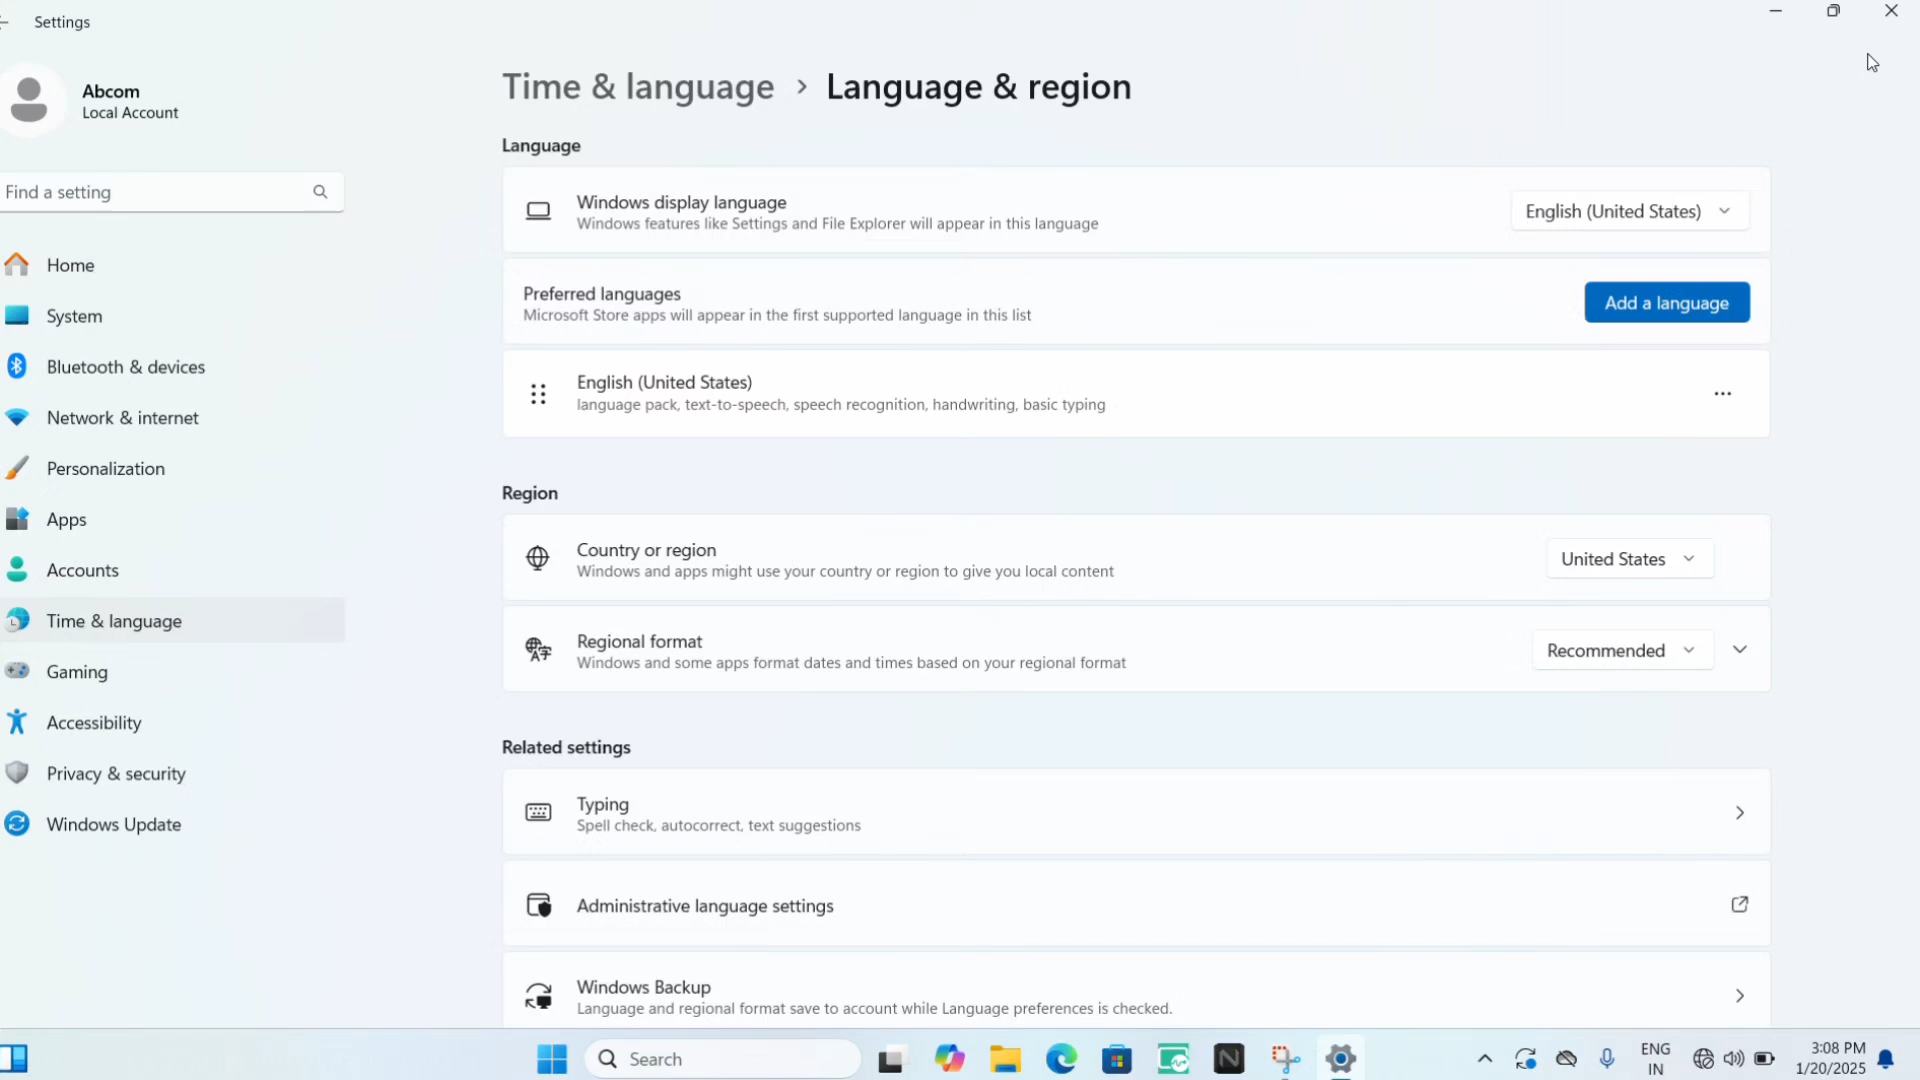 Settings
Abcom
Local Account
Find a setting
Home
System
Bluetooth & devices
Network & internet
Personalization
Apps
Accounts
Time & language
Gaming
Accessibility
Privacy & security
Windows Update
Time & language > Language & region
Language
Windows display language
Windows features like Settings and File Explorer will appear in this language
English (United States)
Preferred languages
Microsoft Store apps will appear in the first supported language in this list
Add a language
English (United States)
language pack, text-to-speech, speech recognition, handwriting, basic typing
Region
Country or region
Windows and apps might use your country or region to give you local content
United States
Regional format
Windows and some apps format dates and times based on your regional format
Recommended
Related settings
Typing
Spell check, autocorrect, text suggestions
Administrative language settings
Windows Backup
Language and regional format save to account while Language preferences is checked.
Search
ENG
IN
3:08 PM
1/20/2025